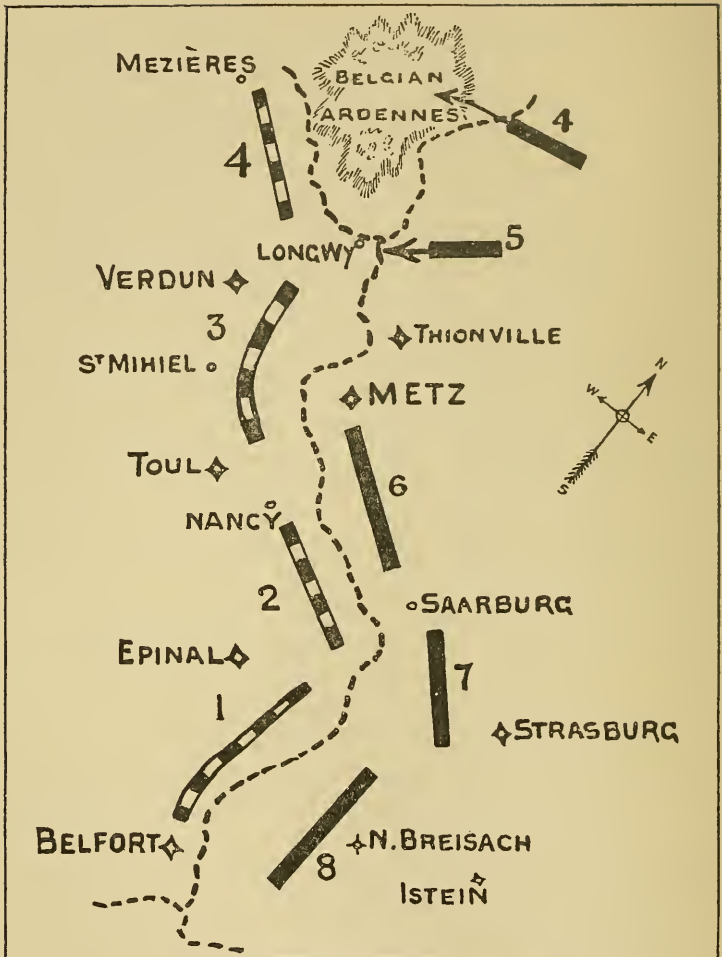 MEZIÈRES
BELGIAN
ARDENNES
4
4
LONGWY
5
VERDUN
3
THIONVILLE
ST MIHIEL
METZ
N
W
E
S
TOUL
6
NANCY
2
SAARBURG
EPINAL
7
1
STRASBURG
BELFORT
8
N. BREISACH
ISTEIN